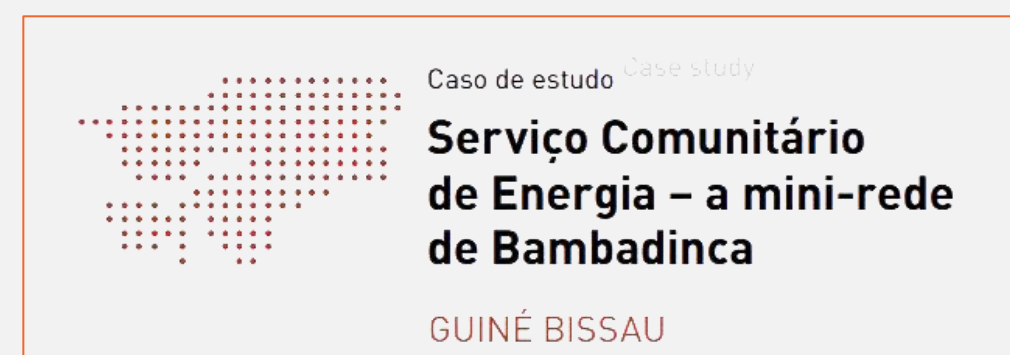 Caso de estudo Case study
Serviço Comunitário
de Energia – a mini-rede
de Bambadinca
GUINÉ BISSAU